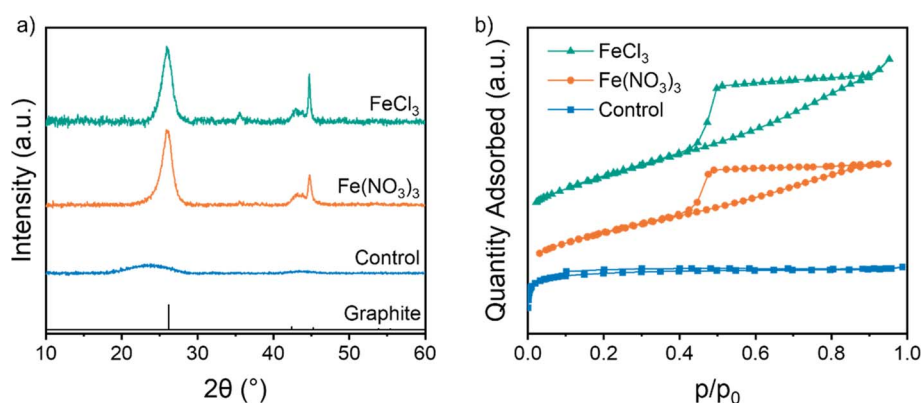 a)
Intensity (a.u.)
FeCl₃
Fe(NO₃)₃
Control
Graphite
10 20 30 40 50 60
2θ (°)
b)
Quantity Adsorbed (a.u.)
FeCl₃
Fe(NO₃)₃
Control
0.0 0.2 0.4 0.6 0.8 1.0
p/p₀